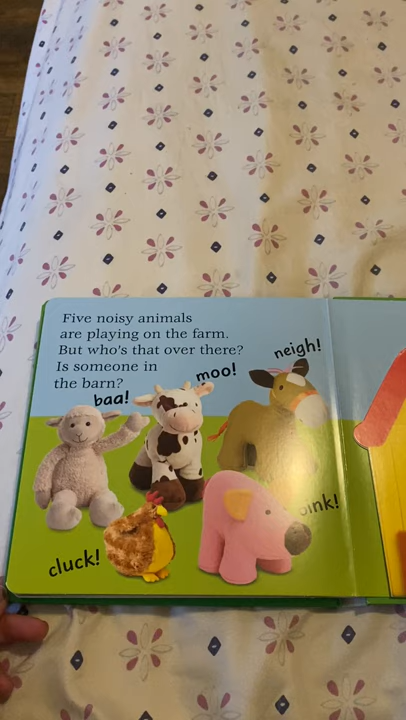 Five noisy animals
are playing on the farm.
But who's that over there?
Is someone in
the barn?
neigh!
moo!
baa!
oink!
cluck!